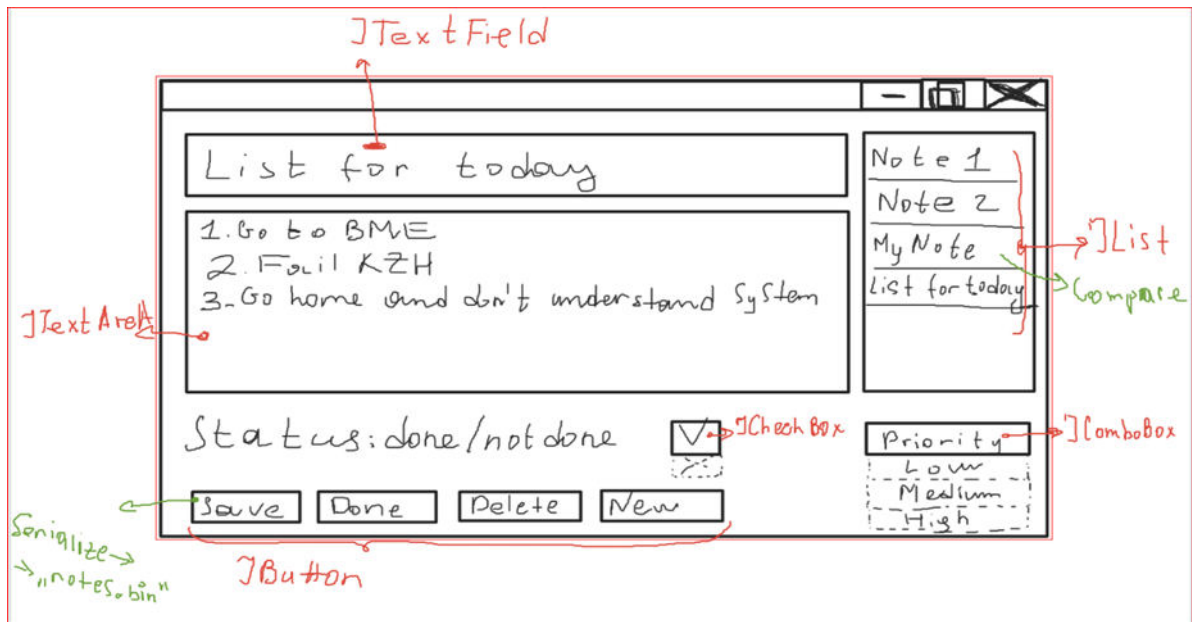 JTextField
List for today
1. Go to BME
2. Fail KZH
3. Go home and don't understand System
JTextAreA
Note 1
Note 2
My Note
List for today
JList
Compare
Status: done/not done
JCheckBox
Priority
Low
Medium
High
JComboBox
Save
Done
Delete
New
JButton
Serialize →
→ „notes.bin"